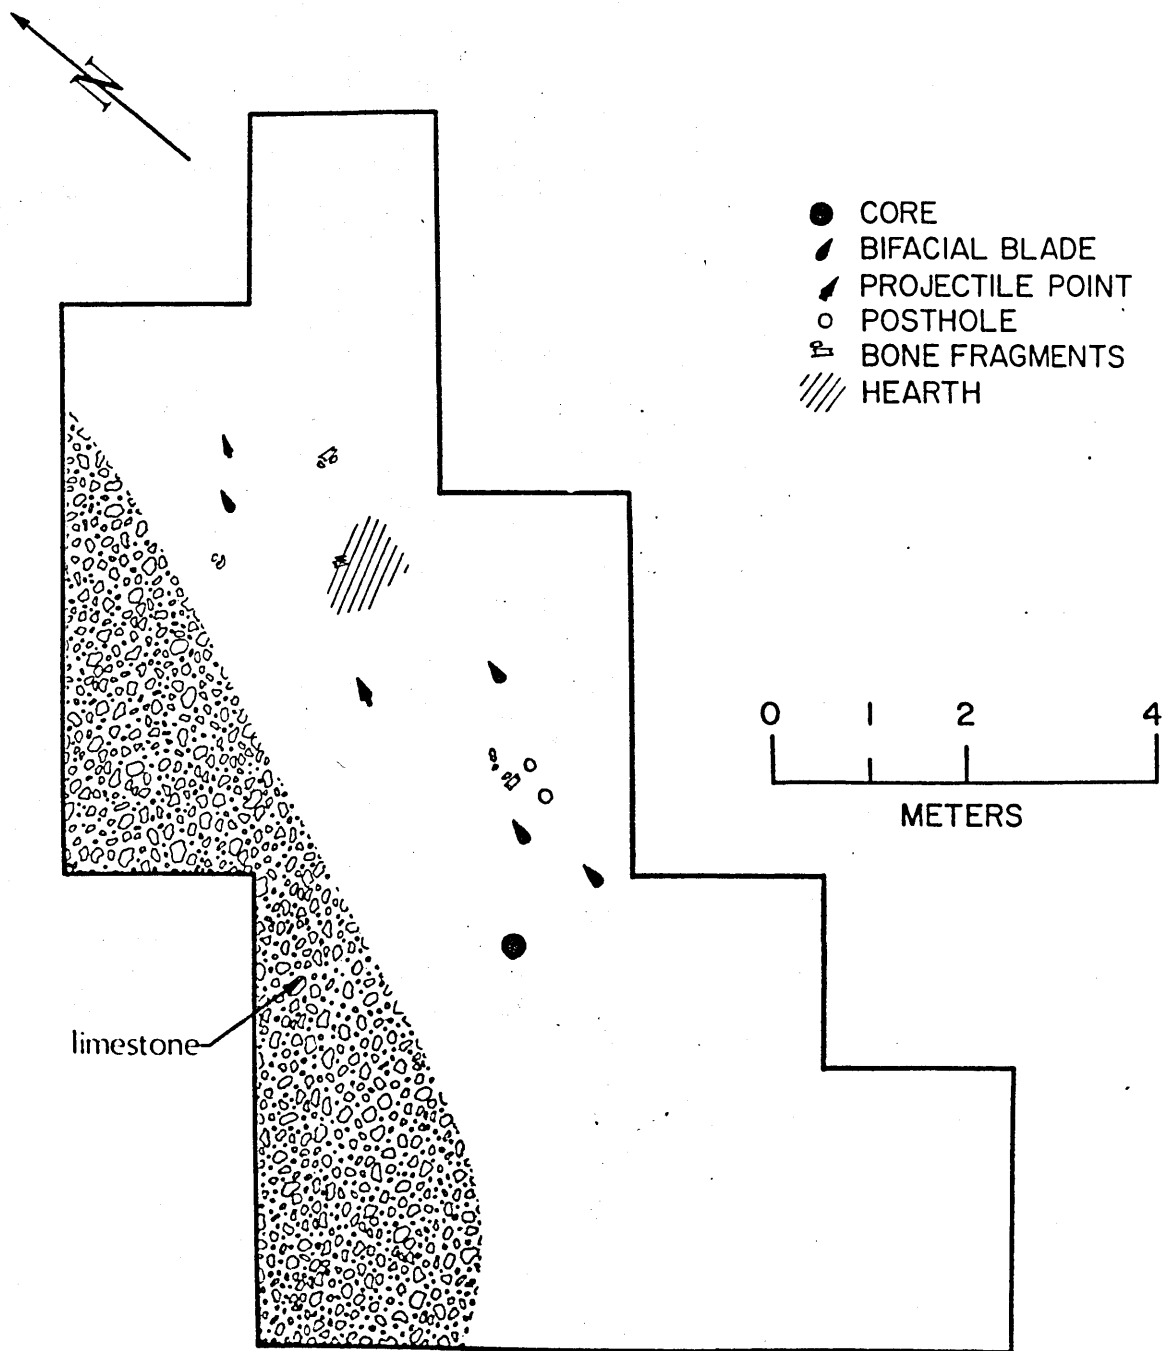 N
CORE
BIFACIAL BLADE
PROJECTILE POINT
POSTHOLE
BONE FRAGMENTS
HEARTH
0 1 2 4
METERS
limestone